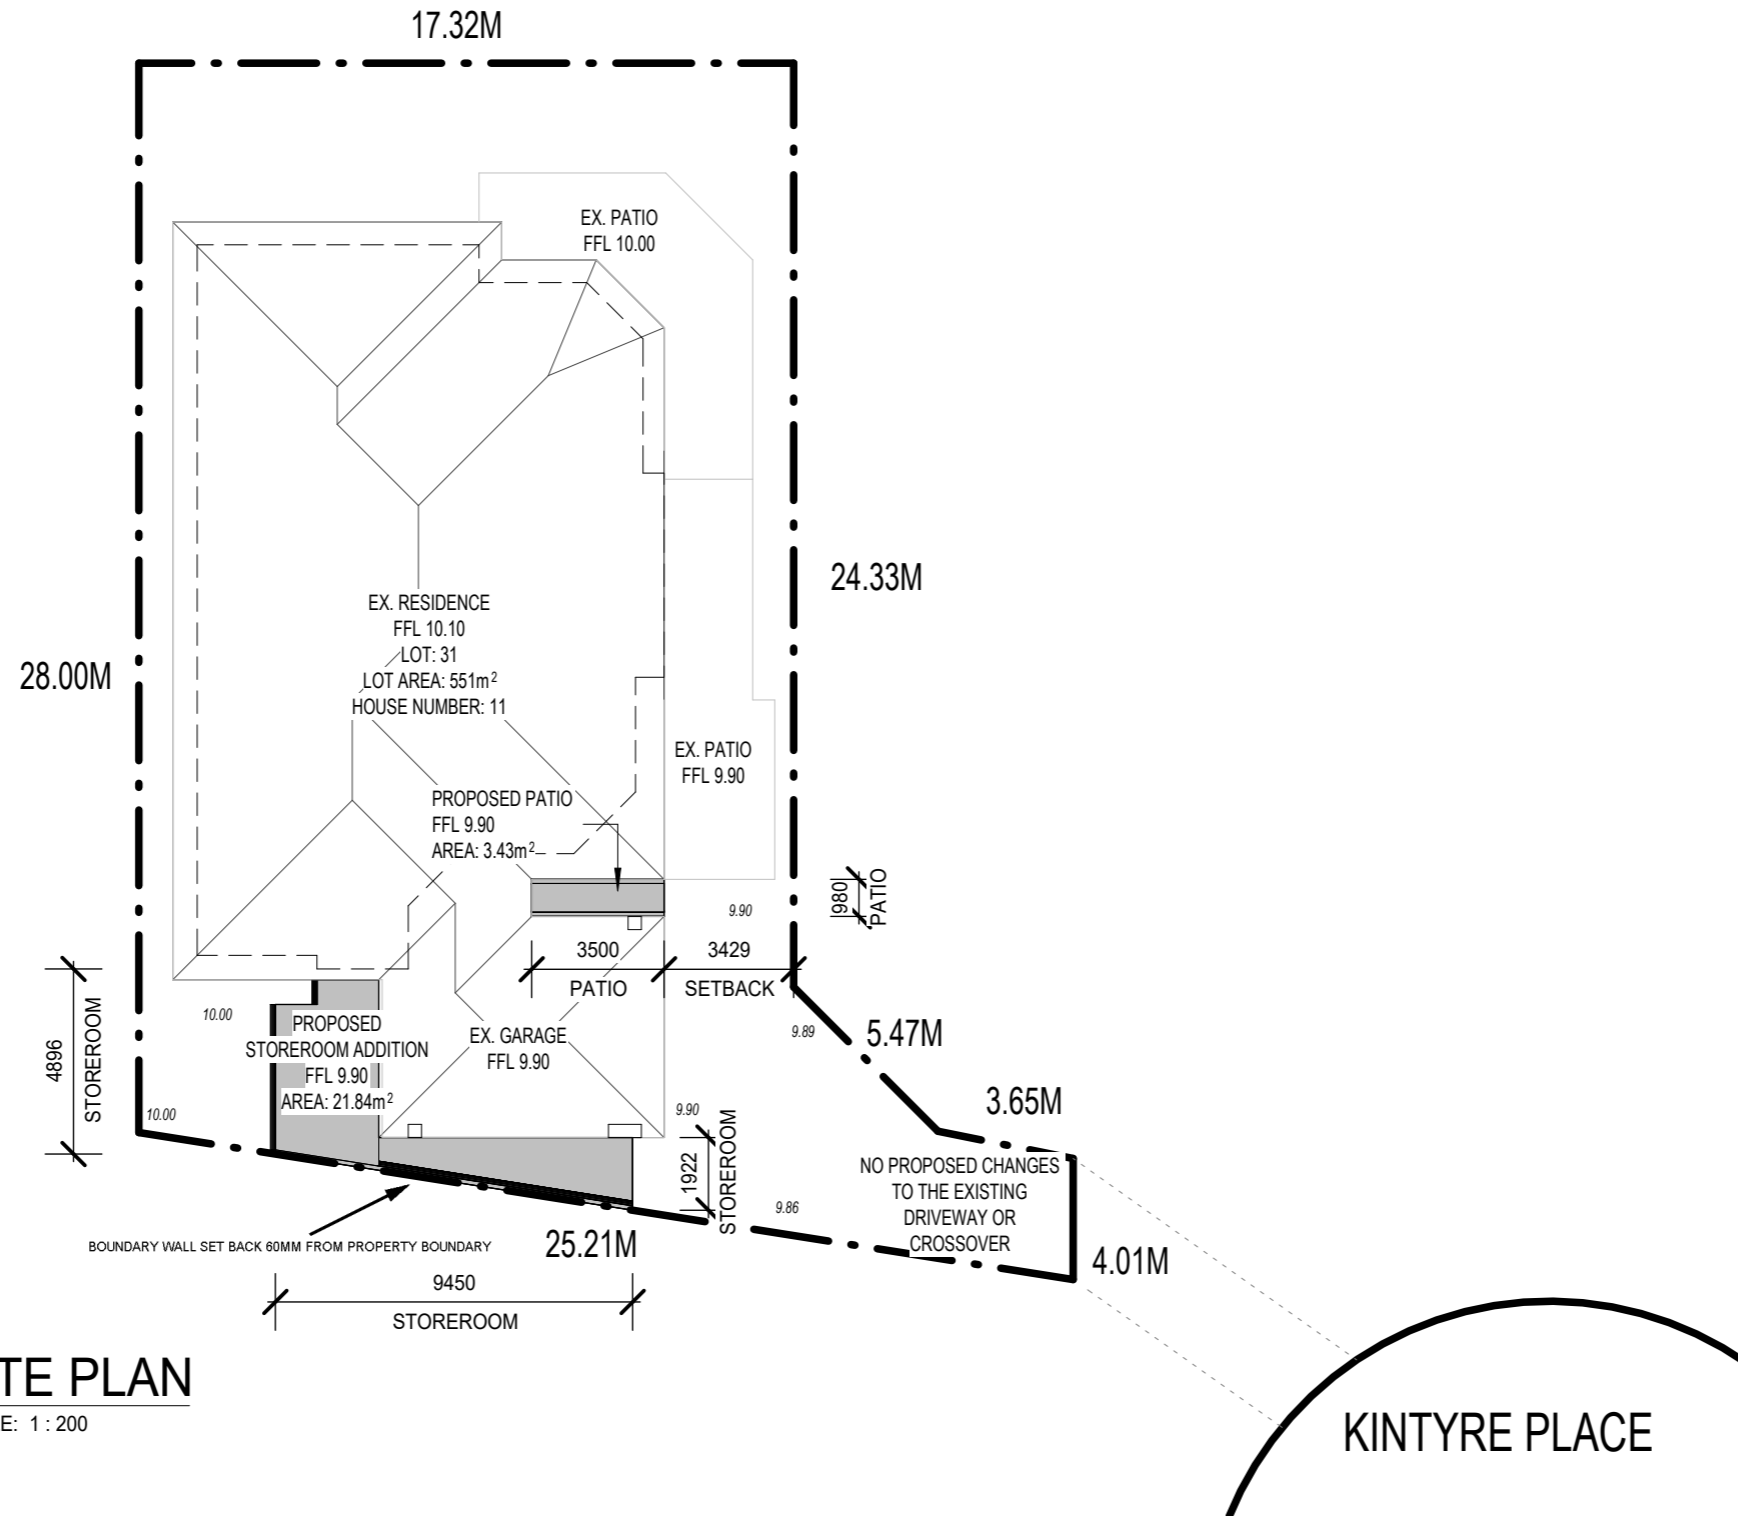 17.32M
EX. PATIO
FFL 10.00
24.33M
EX. RESIDENCE
FFL 10.10
LOT: 31
LOT AREA: 551m²
HOUSE NUMBER: 11
28.00M
EX. PATIO
FFL 9.90
PROPOSED PATIO
FFL 9.90
AREA: 3.43m²
980
PATIO
9.90
3500
3429
PATIO
SETBACK
4896
STOREROOM
10.00
10.00
PROPOSED
STOREROOM ADDITION
FFL 9.90
AREA: 21.84m²
EX. GARAGE
FFL 9.90
9.89
5.47M
3.65M
9.90
1922
STOREROOM
9.86
NO PROPOSED CHANGES
TO THE EXISTING
DRIVEWAY OR
CROSSOVER
4.01M
BOUNDARY WALL SET BACK 60MM FROM PROPERTY BOUNDARY
25.21M
9450
STOREROOM
TE PLAN
E: 1 : 200
KINTYRE PLACE